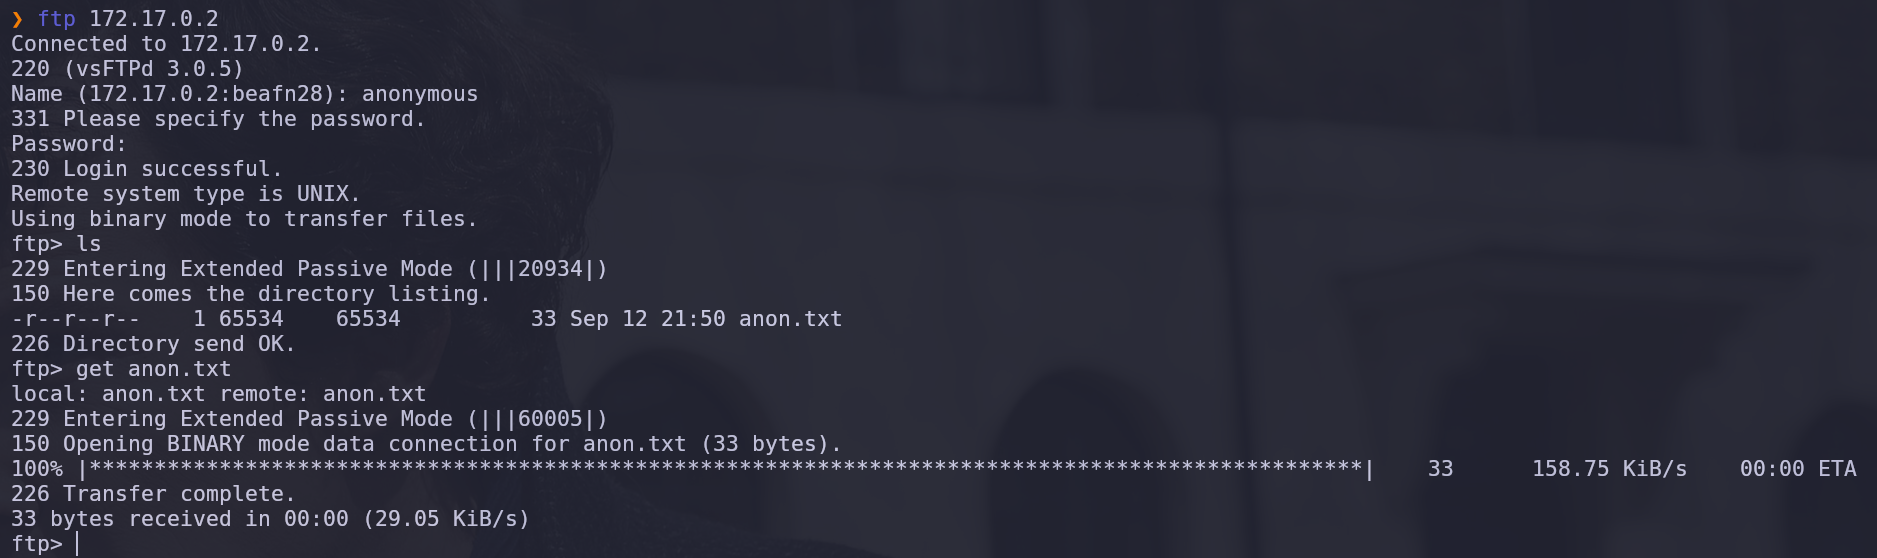 ❯ ftp 172.17.0.2
Connected to 172.17.0.2.
220 (vsFTPd 3.0.5)
Name (172.17.0.2:beafn28): anonymous
331 Please specify the password.
Password:
230 Login successful.
Remote system type is UNIX.
Using binary mode to transfer files.
ftp> ls
229 Entering Extended Passive Mode (|||20934|)
150 Here comes the directory listing.
-r--r--r--    1 65534    65534          33 Sep 12 21:50 anon.txt
226 Directory send OK.
ftp> get anon.txt
local: anon.txt remote: anon.txt
229 Entering Extended Passive Mode (|||60005|)
150 Opening BINARY mode data connection for anon.txt (33 bytes).
100% |**************************************************************************************************|    33      158.75 KiB/s    00:00 ETA
226 Transfer complete.
33 bytes received in 00:00 (29.05 KiB/s)
ftp>